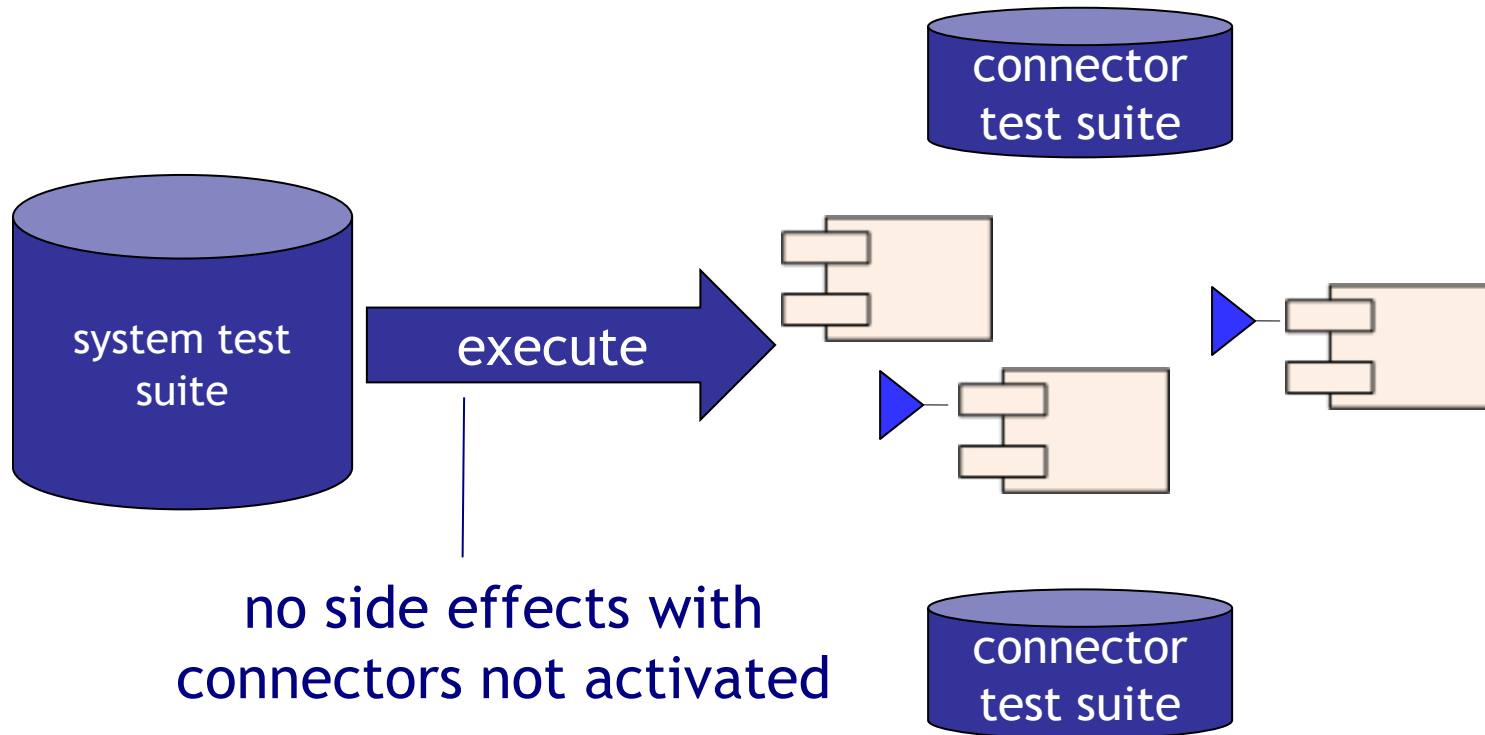 connector
test suite
system test
suite
execute
no side effects with
connectors not activated
connector
test suite